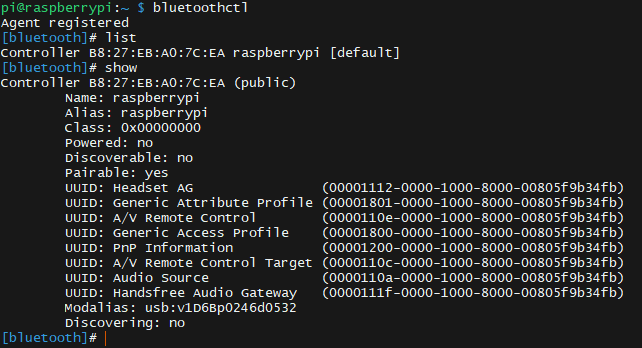 pi@raspberrypi:~ $ bluetoothctl
Agent registered
[bluetooth]# list
Controller B8:27:EB:A0:7C:EA raspberrypi [default]
[bluetooth]# show
Controller B8:27:EB:A0:7C:EA (public)
Name: raspberrypi
Alias: raspberrypi
Class: 0x00000000
Powered: no
Discoverable: no
Pairable: yes
UUID: Headset AG (00001112-0000-1000-8000-00805f9b34fb)
UUID: Generic Attribute Profile (00001801-0000-1000-8000-00805f9b34fb)
UUID: A/V Remote Control (0000110e-0000-1000-8000-00805f9b34fb)
UUID: Generic Access Profile (00001800-0000-1000-8000-00805f9b34fb)
UUID: PnP Information (00001200-0000-1000-8000-00805f9b34fb)
UUID: A/V Remote Control Target (0000110c-0000-1000-8000-00805f9b34fb)
UUID: Audio Source (0000110a-0000-1000-8000-00805f9b34fb)
UUID: Handsfree Audio Gateway (0000111f-0000-1000-8000-00805f9b34fb)
Modalias: usb:v1D6Bp0246d0532
Discovering: no
[bluetooth]#